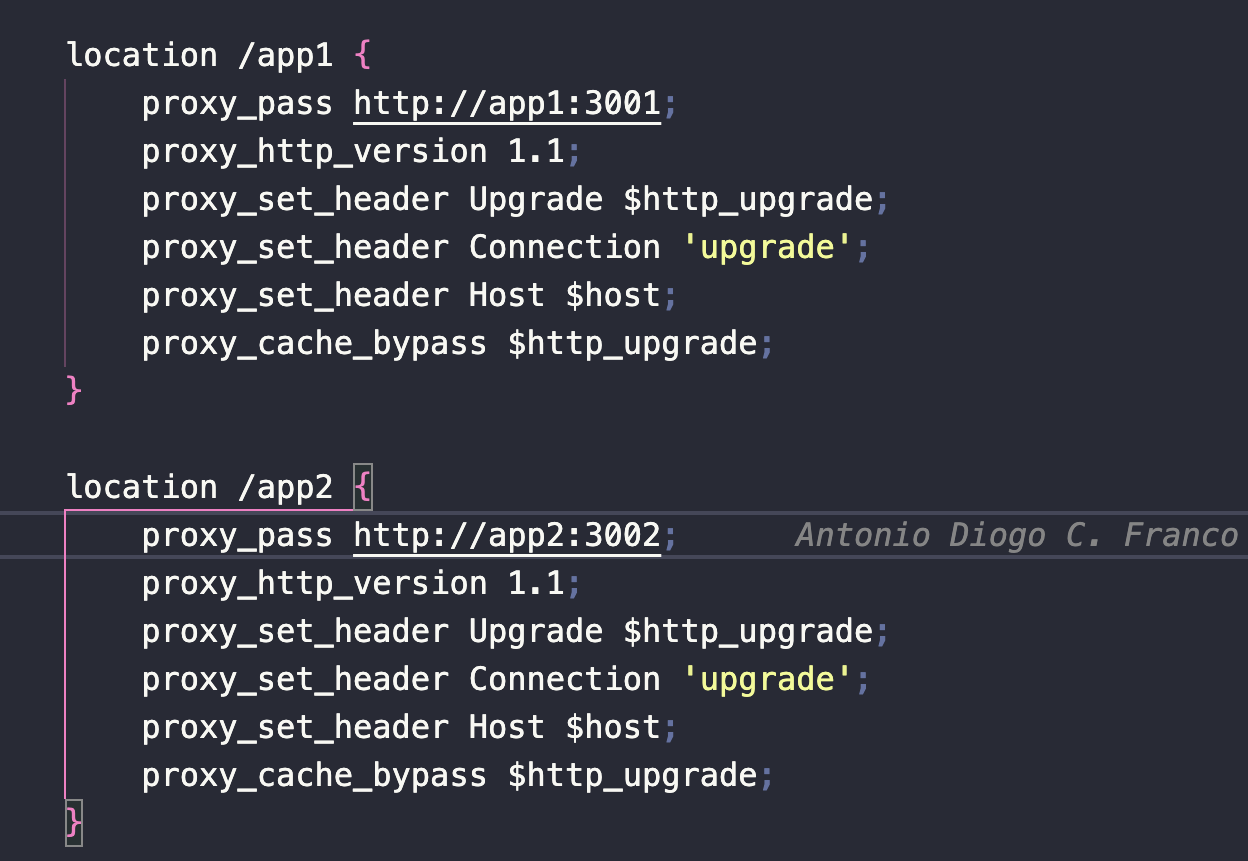 location /app1 {
proxy_pass http://app1:3001;
proxy_http_version 1.1;
proxy_set_header Upgrade $http_upgrade;
proxy_set_header Connection 'upgrade';
proxy_set_header Host $host;
proxy_cache_bypass $http_upgrade;
}
location /app2 {
proxy_pass http://app2:3002; Antonio Diogo C. Franco
proxy_http_version 1.1;
proxy_set_header Upgrade $http_upgrade;
proxy_set_header Connection 'upgrade';
proxy_set_header Host $host;
proxy_cache_bypass $http_upgrade;
}